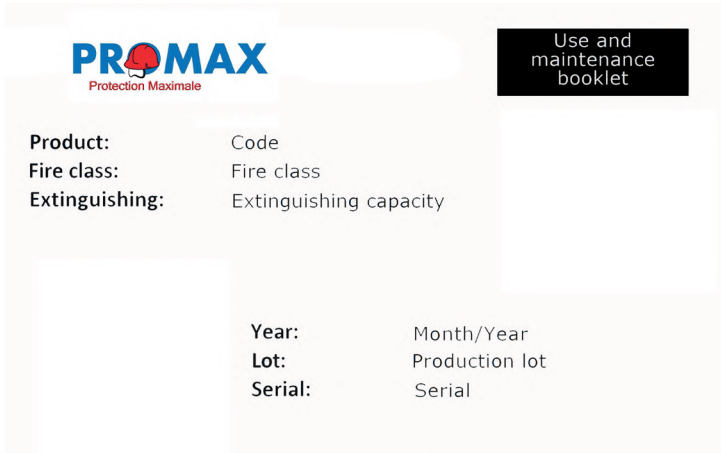 PROMAX
Protection Maximale
Use and
maintenance
booklet
Product: Code
Fire class: Fire class
Extinguishing: Extinguishing capacity
Year: Month/Year
Lot: Production lot
Serial: Serial